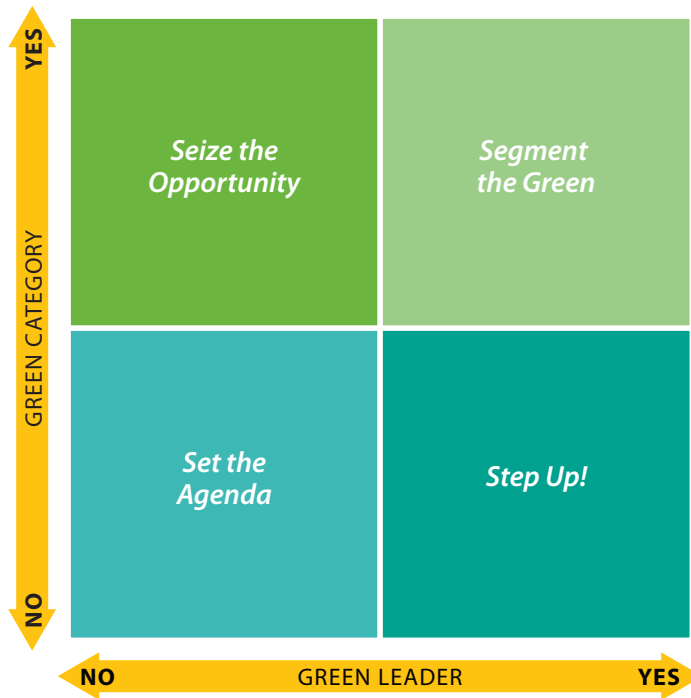 YES
GREEN CATEGORY
NO
Seize the
Opportunity
Segment
the Green
Set the
Agenda
Step Up!
NO
GREEN LEADER
YES